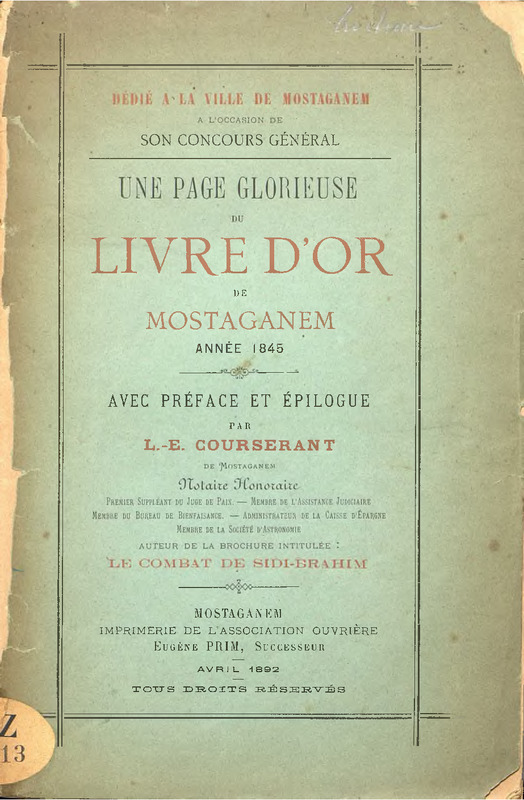 DÉDIÉ A LA VILLE DE MOSTAGANEM
A L'OCCASION DE
SON CONCOURS GÉNÉRAL
UNE PAGE GLORIEUSE
DU
LIVRE D'OR
DE
MOSTAGANEM
ANNÉE 1845
AVEC PRÉFACE ET ÉPILOGUE
PAR
L.-E. COURSERANT
DE MOSTAGANEM
Notaire Honoraire
PREMIER SUPPLÉANT DU JUGE DE PAIX. — MEMBRE DE L'ASSISTANCE JUDICIAIRE
MEMBRE DU BUREAU DE BIENFAISANCE. — ADMINISTRATEUR DE LA CAISSE D'ÉPARGNE
MEMBRE DE LA SOCIÉTÉ D'ASTRONOMIE
AUTEUR DE LA BROCHURE INTITULÉE :
LE COMBAT DE SIDI-BRAHIM
MOSTAGANEM
IMPRIMERIE DE L'ASSOCIATION OUVRIÈRE
EUGÈNE PRIM, SUCCESSEUR
AVRIL 1892
TOUS DROITS RÉSERVÉS
Z
13